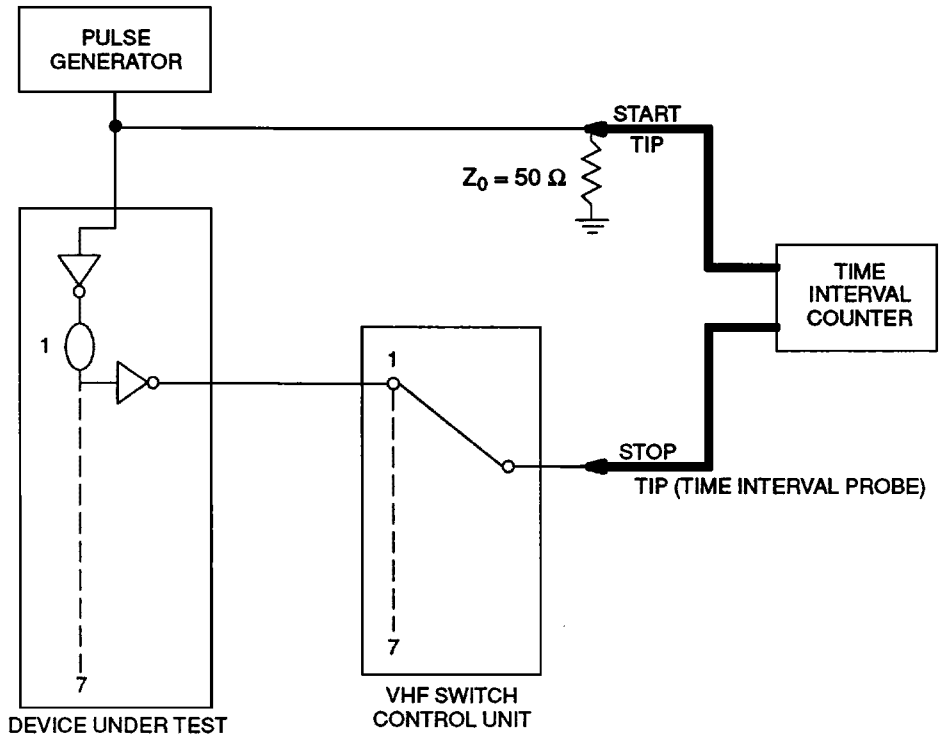 PULSE
GENERATOR
START
TIP
Z₀ = 50 Ω
TIME
INTERVAL
COUNTER
1
1
STOP
TIP (TIME INTERVAL PROBE)
7
7
VHF SWITCH
CONTROL UNIT
DEVICE UNDER TEST